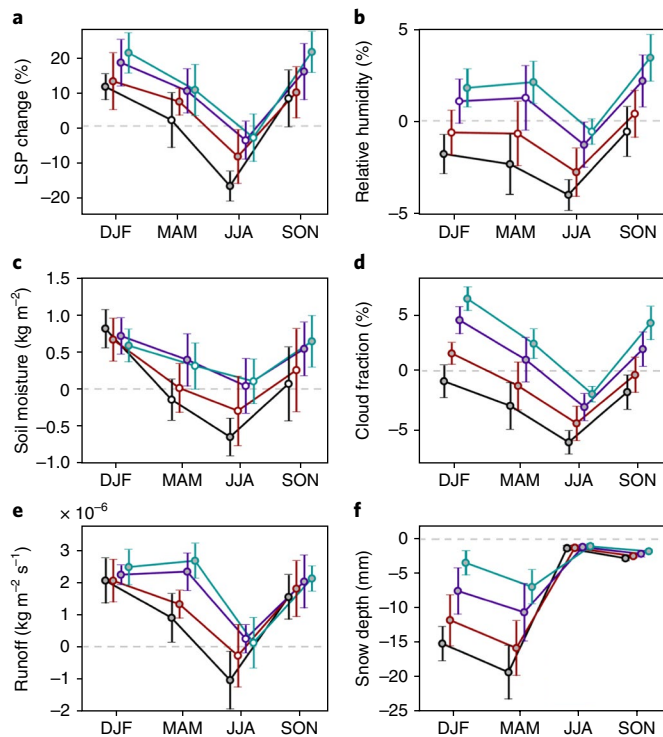 a
LSP change (%)
20
10
0
−10
−20
DJF MAM JJA SON
b
Relative humidity (%)
5
0
−5
DJF MAM JJA SON
c
Soil moisture (kg m⁻²)
1.5
1.0
0.5
0
−0.5
−1.0
DJF MAM JJA SON
d
Cloud fraction (%)
5
0
−5
DJF MAM JJA SON
e
× 10⁻⁶
Runoff (kg m⁻² s⁻¹)
3
2
1
0
−1
−2
DJF MAM JJA SON
f
Snow depth (mm)
0
−5
−10
−15
−20
−25
DJF MAM JJA SON